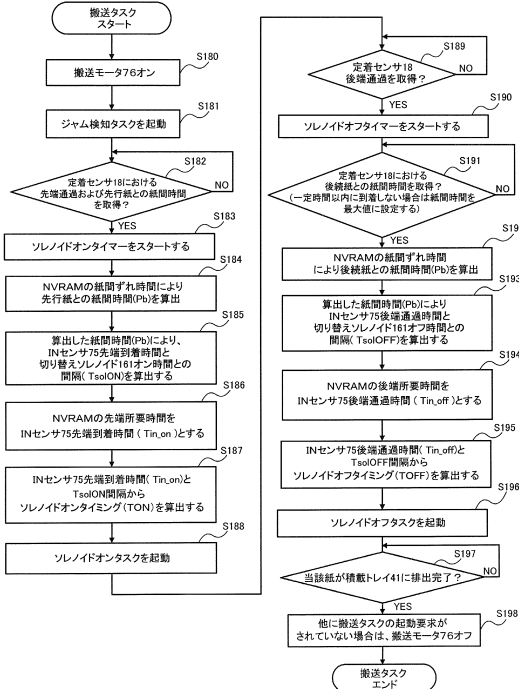 搬送タスク
スタート
S180
搬送モータ76オン
S181
ジャム検知タスクを起動
S182
定着センサ18における
先端通過および先行紙との紙間時間
を取得？
NO
YES
S183
ソレノイドオンタイマーをスタートする
S184
NVRAMの紙間ずれ時間により
先行紙との紙間時間(Pb)を算出
S185
算出した紙間時間(Pb)により、
INセンサ75先端到着時間と
切り替えソレノイド161オン時間との
間隔(TsolON)を算出する
S186
NVRAMの先端所要時間を
INセンサ75先端到着時間(Tin_on)とする
S187
INセンサ75先端到着時間(Tin_on)と
TsolON間隔から
ソレノイドオンタイミング(TON)を算出する
S188
ソレノイドオンタスクを起動
S189
定着センサ18
後端通過を取得？
NO
YES
S190
ソレノイドオフタイマーをスタートする
S191
定着センサ18における
後続紙との紙間時間を取得？
(一定時間以内に到着しない場合は紙間時間を
最大値に設定する)
NO
YES
S19
NVRAMの紙間ずれ時間
により後続紙との紙間時間(Pb)を算出
S193
算出した紙間時間(Pb)により
INセンサ75後端通過時間と
切り替えソレノイド161オフ時間との
間隔(TsolOFF)を算出する
S194
NVRAMの後端所要時間を
INセンサ75後端通過時間(Tin_off)とする
S195
INセンサ75後端通過時間(Tin_off)と
TsolOFF間隔から
ソレノイドオフタイミング(TOFF)を算出する
S196
ソレノイドオフタスクを起動
S197
当該紙が積載トレイ41に排出完了？
NO
YES
S198
他に搬送タスクの起動要求が
されていない場合は、搬送モータ76オフ
搬送タスク
エンド